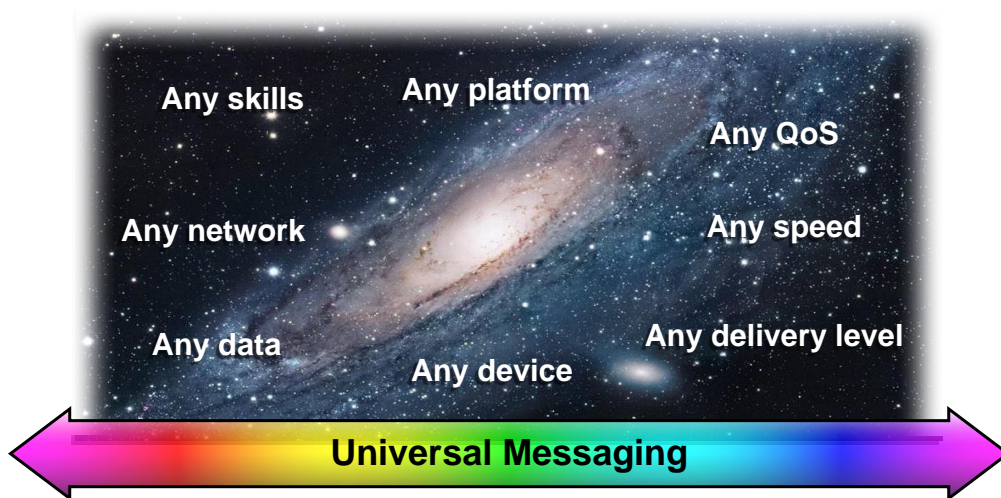 Any skills
Any platform
Any QoS
Any network
Any speed
Any data
Any device
Any delivery level
Universal Messaging